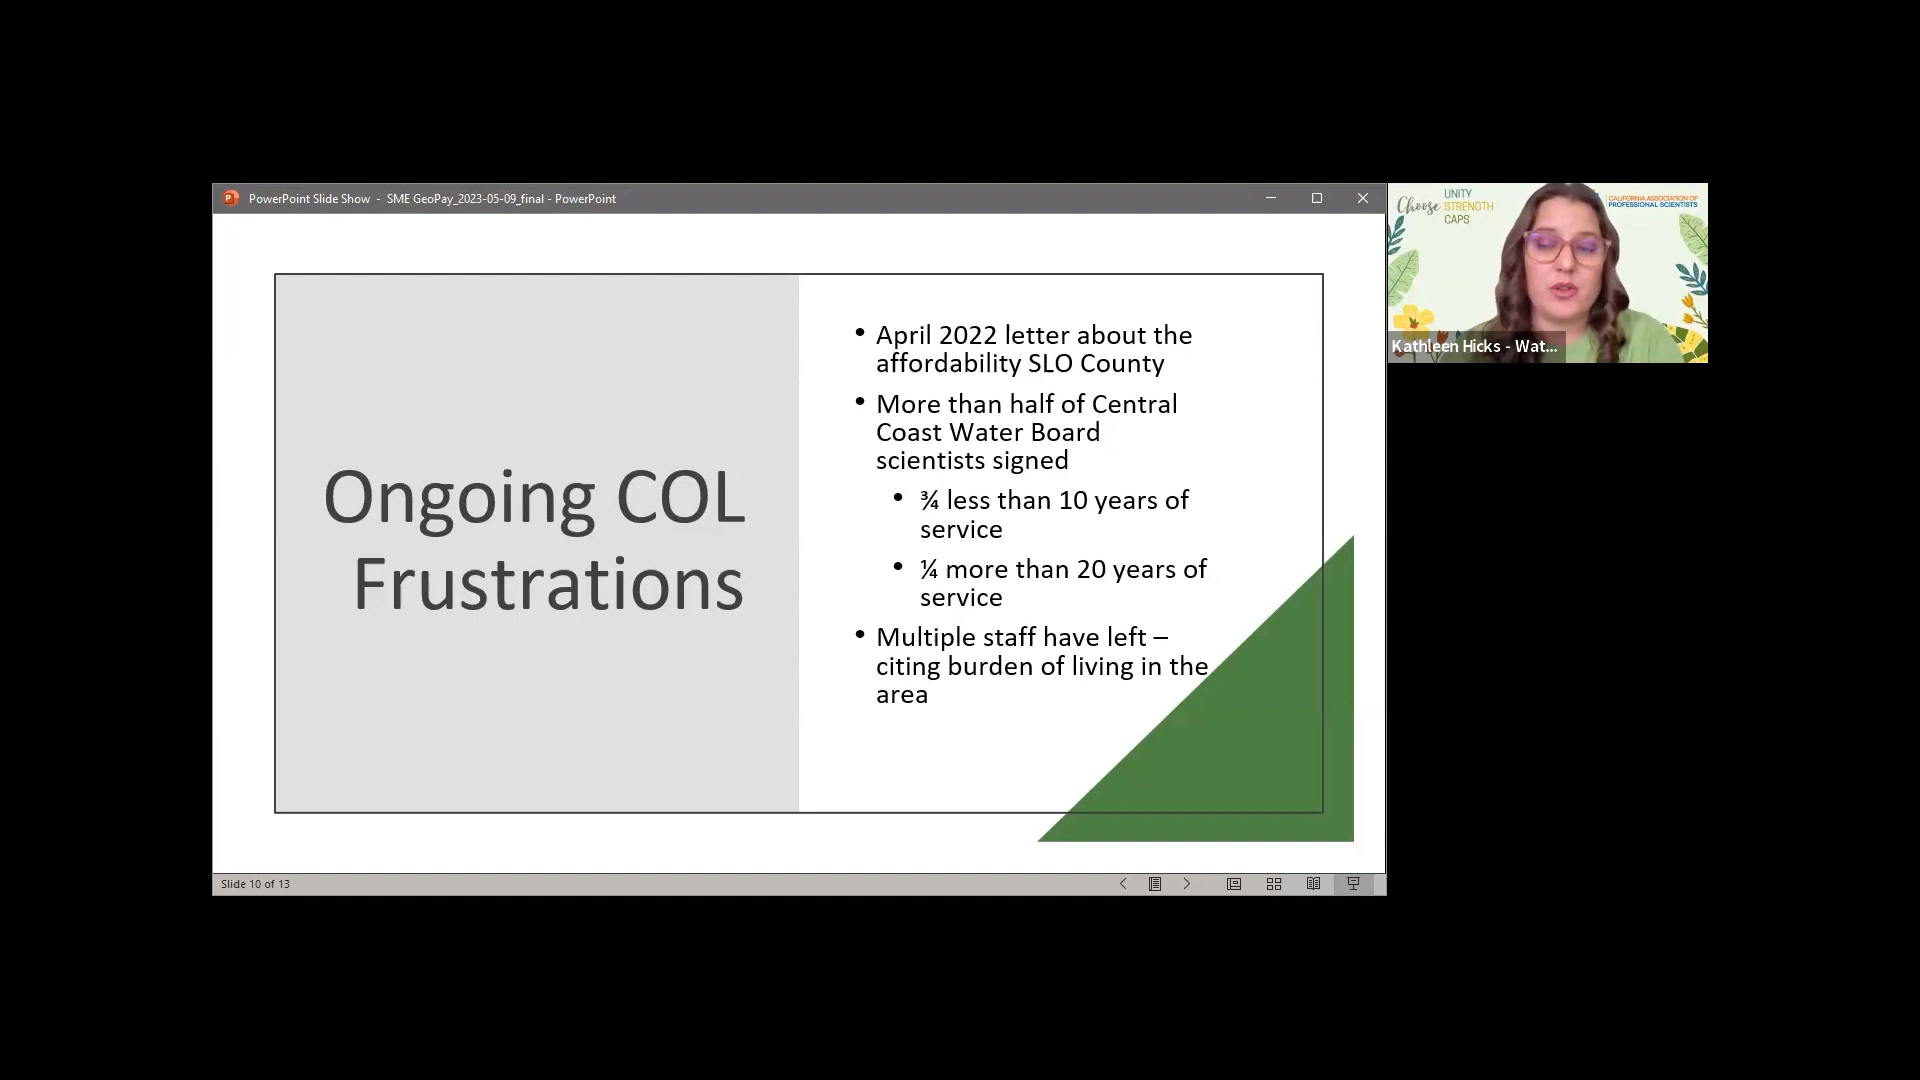 PowerPoint Slide Show - SME GeoPay_2023-05-09_final - PowerPoint
Ongoing COL
Frustrations
• April 2022 letter about the
affordability SLO County
• More than half of Central
Coast Water Board
scientists signed
• ¾ less than 10 years of
service
• ¼ more than 20 years of
service
• Multiple staff have left –
citing burden of living in the
area
Slide 10 of 13
Choose
UNITY
STRENGTH
CAPS
CALIFORNIA ASSOCIATION OF
PROFESSIONAL SCIENTISTS
Kathleen Hicks - Wat...